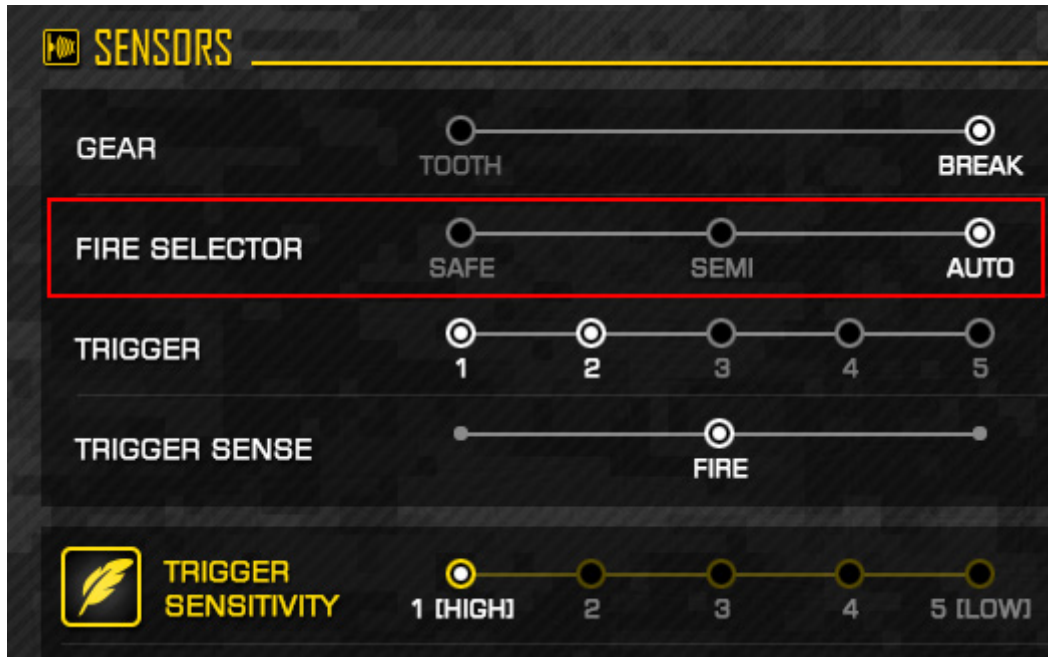 SENSORS
GEAR
TOOTH
BREAK
FIRE SELECTOR
SAFE
SEMI
AUTO
TRIGGER
1
2
3
4
5
TRIGGER SENSE
FIRE
TRIGGER
SENSITIVITY
1 [HIGH]
2
3
4
5 [LOW]